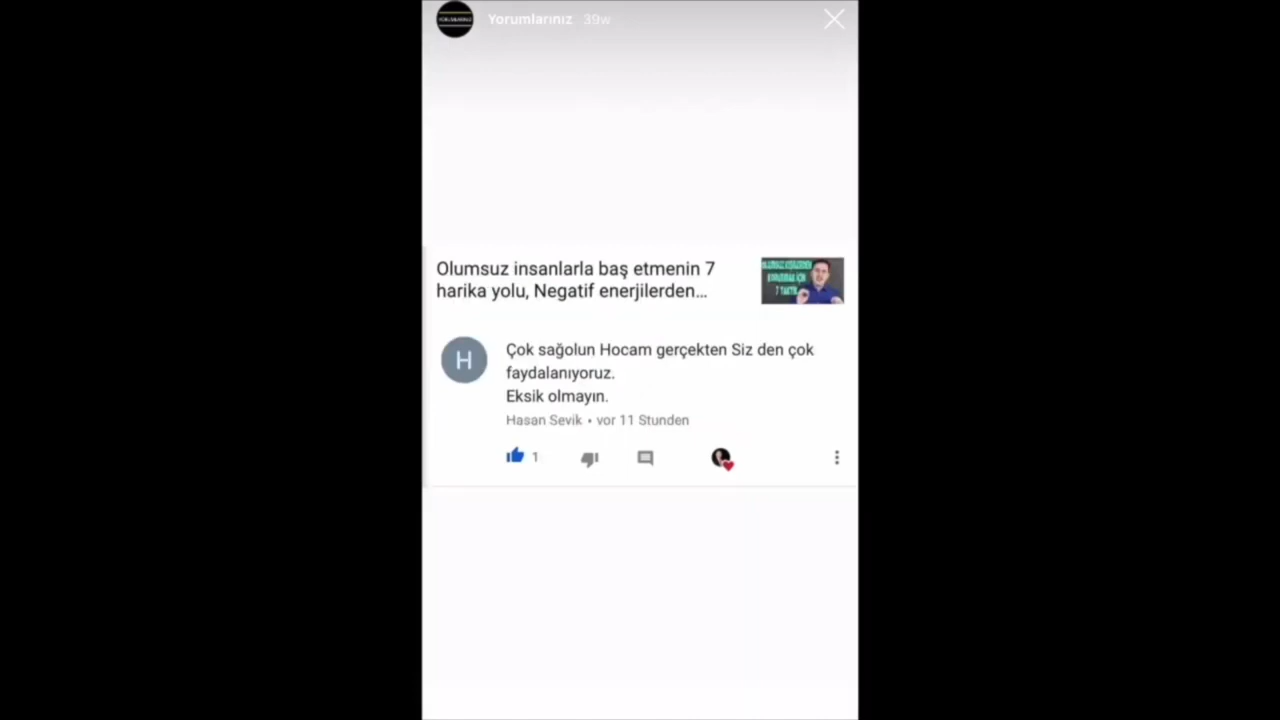 Yorumlarınız 39w
Olumsuz insanlarla baş etmenin 7
harika yolu, Negatif enerjilerden...
H
Çok sağolun Hocam gerçekten Siz den çok
faydalanıyoruz.
Eksik olmayın.
Hasan Sevik • vor 11 Stunden
1